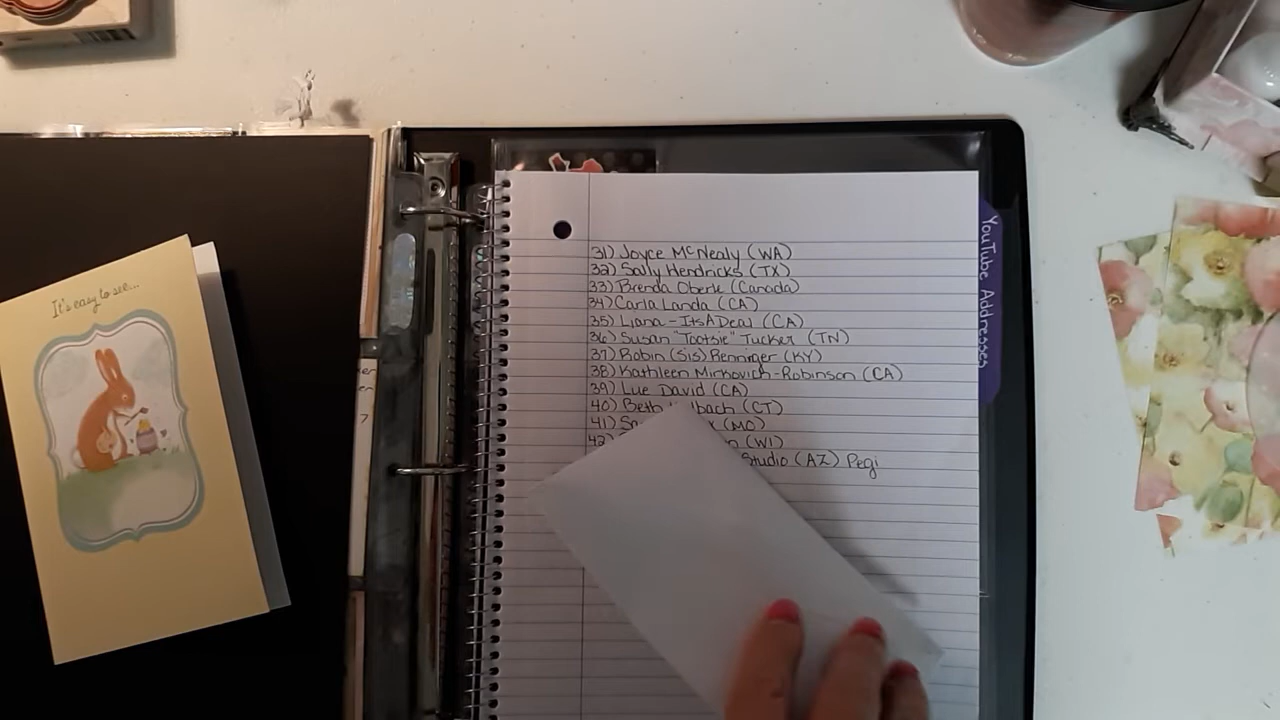 It's easy to see...
31) Joyce McNealy (WA)
32) Sally Hendricks (TX)
33) Brenda Oberle (Canada)
34) Carla Landa (CA)
35) Liana - ItsADeal (CA)
36) Susan "Tootsie" Tucker (TN)
37) Robin (Sis) Renninger (KY)
38) Kathleen Mirkovich-Robinson (CA)
39) Lue David (CA)
40) Beth (CT)
41) (MO)
42) (WI)
Studio (AZ) Pegi
YouTube Addresses
7